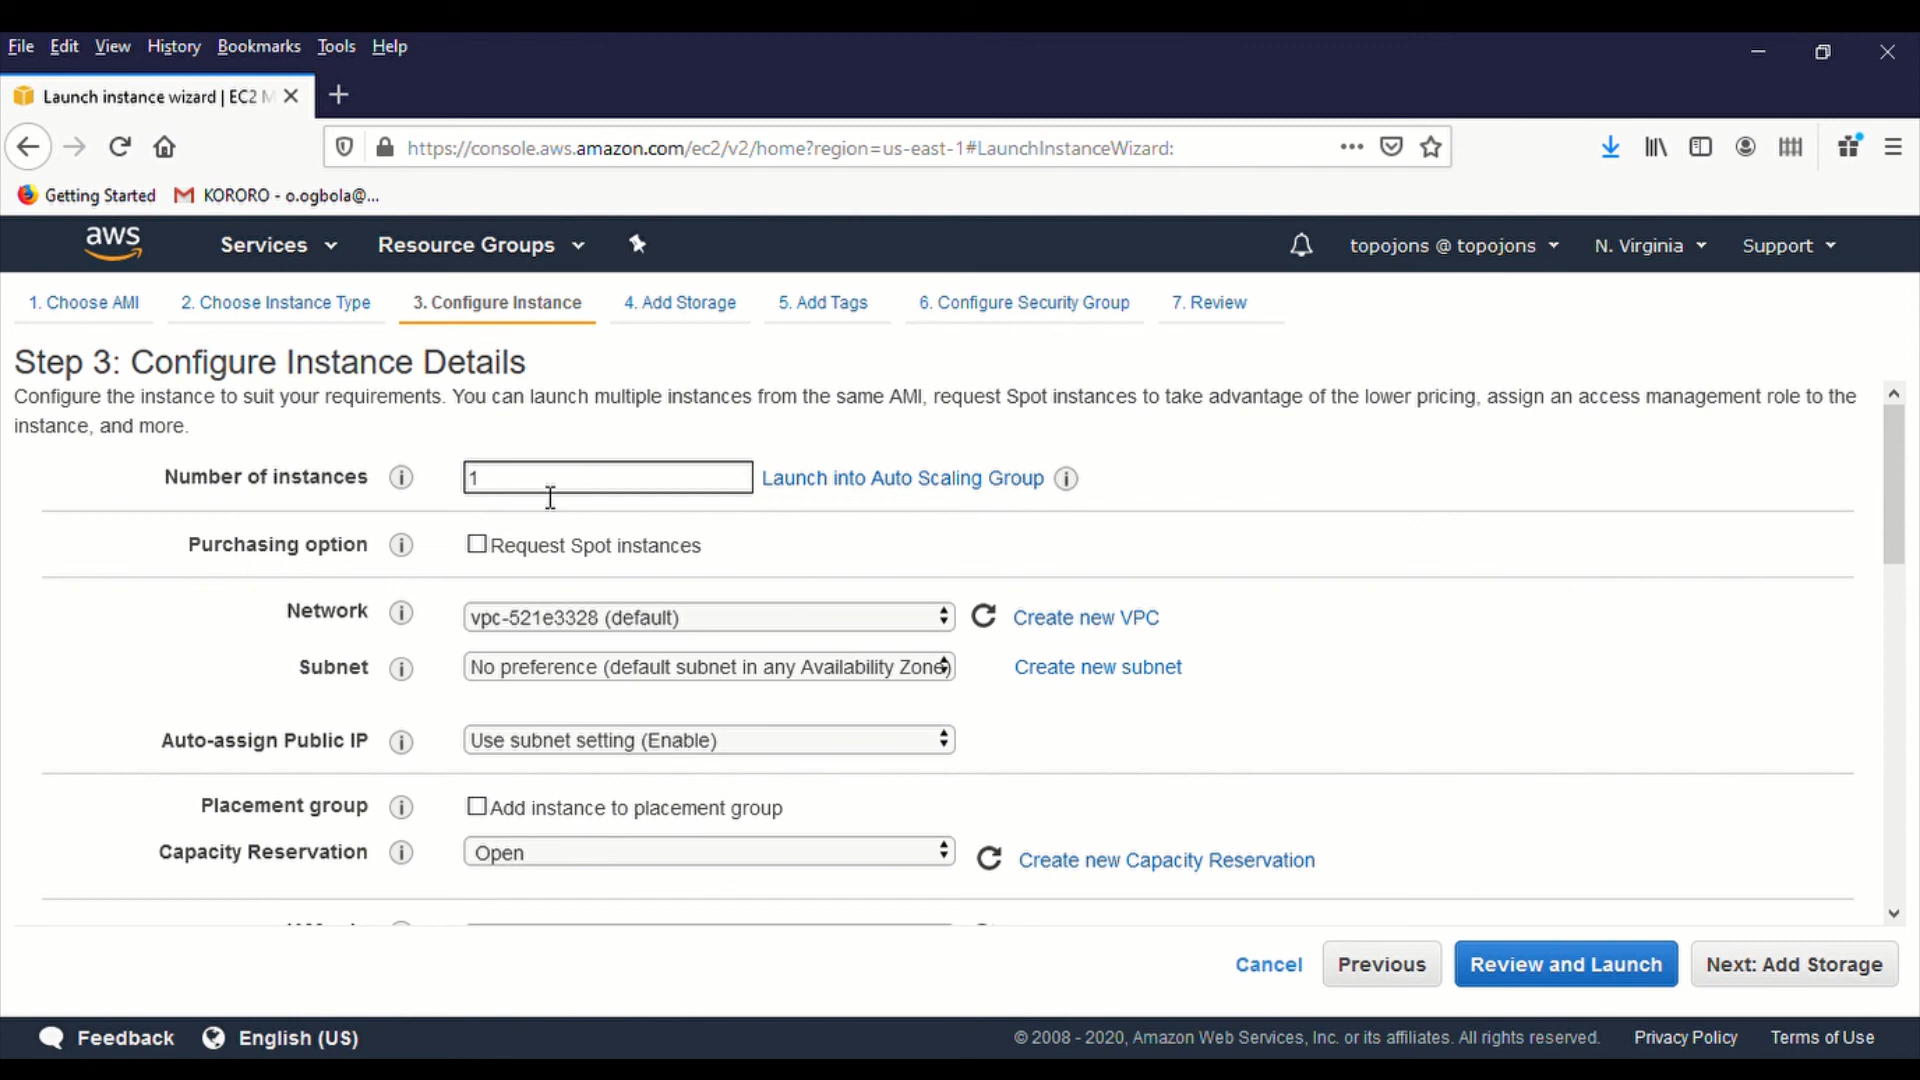 File Edit View History Bookmarks Tools Help
Launch instance wizard | EC2 M
https://console.aws.amazon.com/ec2/v2/home?region=us-east-1#LaunchInstanceWizard:
Getting Started KORORO - o.ogbola@...
aws Services Resource Groups topojons @ topojons N. Virginia Support
1. Choose AMI 2. Choose Instance Type 3. Configure Instance 4. Add Storage 5. Add Tags 6. Configure Security Group 7. Review
Step 3: Configure Instance Details
Configure the instance to suit your requirements. You can launch multiple instances from the same AMI, request Spot instances to take advantage of the lower pricing, assign an access management role to the
instance, and more.
Number of instances 1 Launch into Auto Scaling Group
Purchasing option Request Spot instances
Network vpc-521e3328 (default) Create new VPC
Subnet No preference (default subnet in any Availability Zone) Create new subnet
Auto-assign Public IP Use subnet setting (Enable)
Placement group Add instance to placement group
Capacity Reservation Open Create new Capacity Reservation
Cancel Previous Review and Launch Next: Add Storage
Feedback English (US) © 2008 - 2020, Amazon Web Services, Inc. or its affiliates. All rights reserved. Privacy Policy Terms of Use